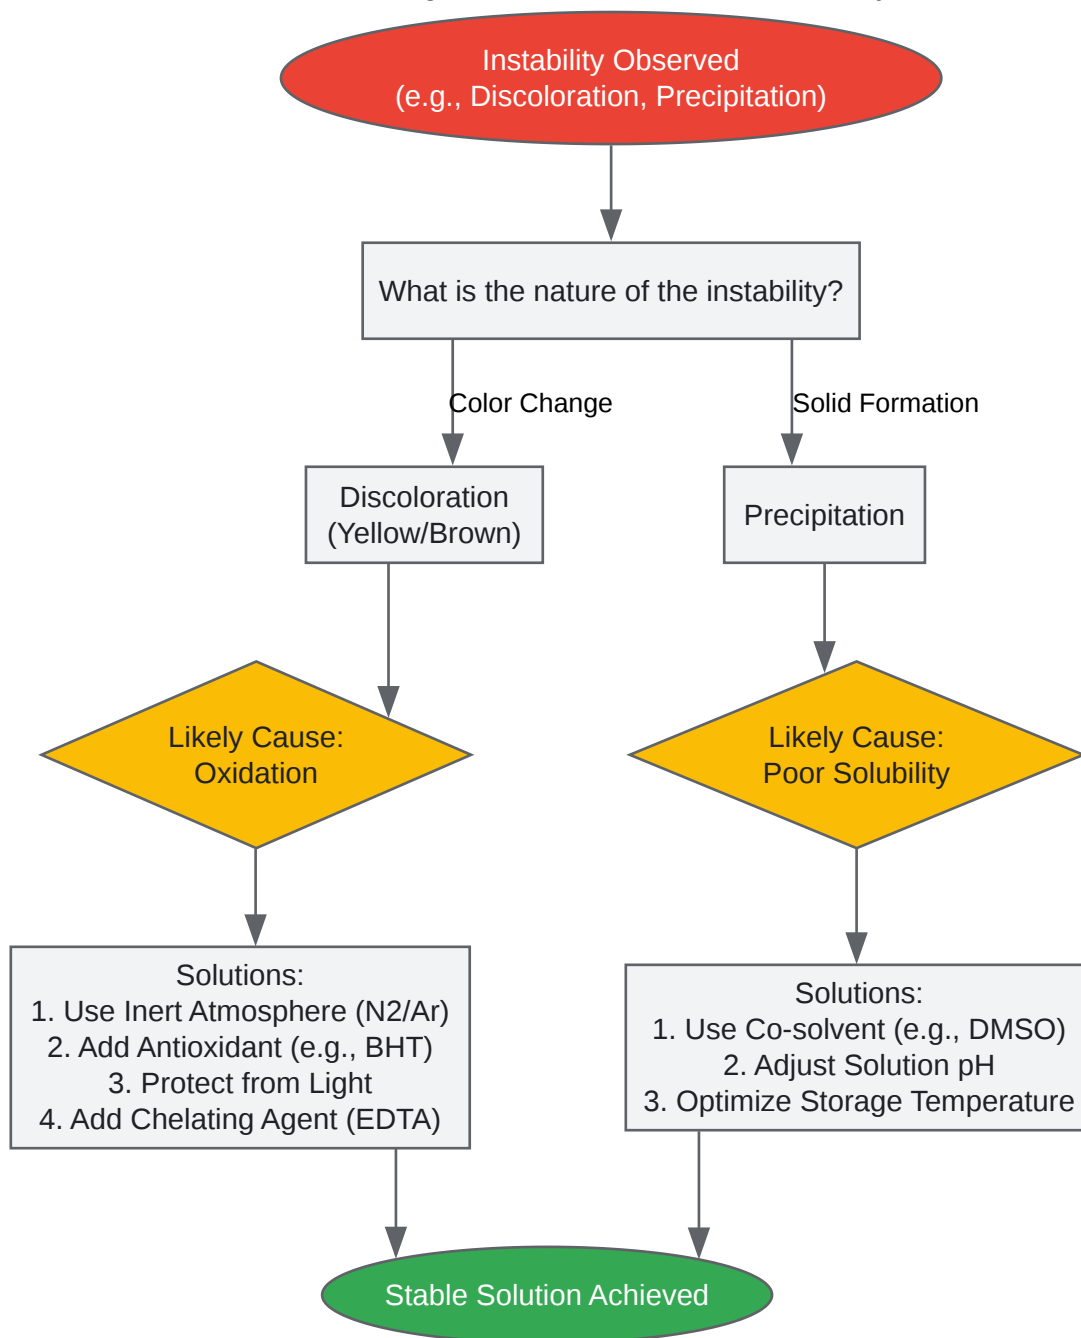 Instability Observed
(e.g., Discoloration, Precipitation)
What is the nature of the instability?
Color Change
Solid Formation
Discoloration
(Yellow/Brown)
Precipitation
Likely Cause:
Oxidation
Likely Cause:
Poor Solubility
Solutions:
1. Use Inert Atmosphere (N2/Ar)
2. Add Antioxidant (e.g., BHT)
3. Protect from Light
4. Add Chelating Agent (EDTA)
Solutions:
1. Use Co-solvent (e.g., DMSO)
2. Adjust Solution pH
3. Optimize Storage Temperature
Stable Solution Achieved